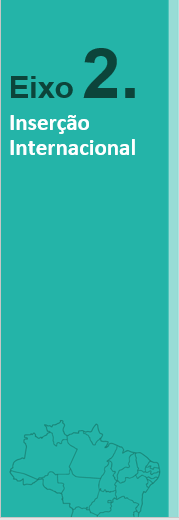 Eixo 2.
Inserção
Internacional